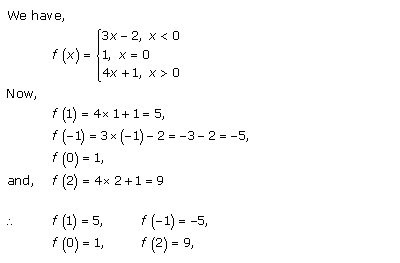 We have,
f (x) = { 3x − 2, x < 0
1, x = 0
4x + 1, x > 0
Now,
f (1) = 4 × 1 + 1 = 5,
f (−1) = 3 × (−1) − 2 = −3 − 2 = −5,
f (0) = 1,
and, f (2) = 4 × 2 + 1 = 9
∴ f (1) = 5, f (−1) = −5,
f (0) = 1, f (2) = 9,